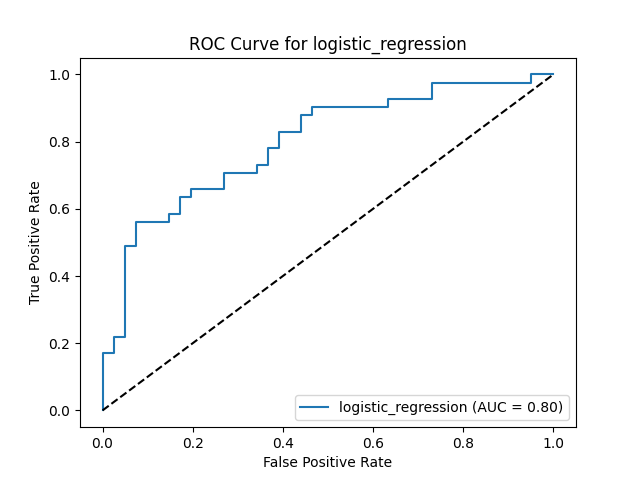 ROC Curve for logistic_regression
1.0
0.8
0.6
0.4
0.2
0.0
True Positive Rate
logistic_regression (AUC = 0.80)
0.0 0.2 0.4 0.6 0.8 1.0
False Positive Rate